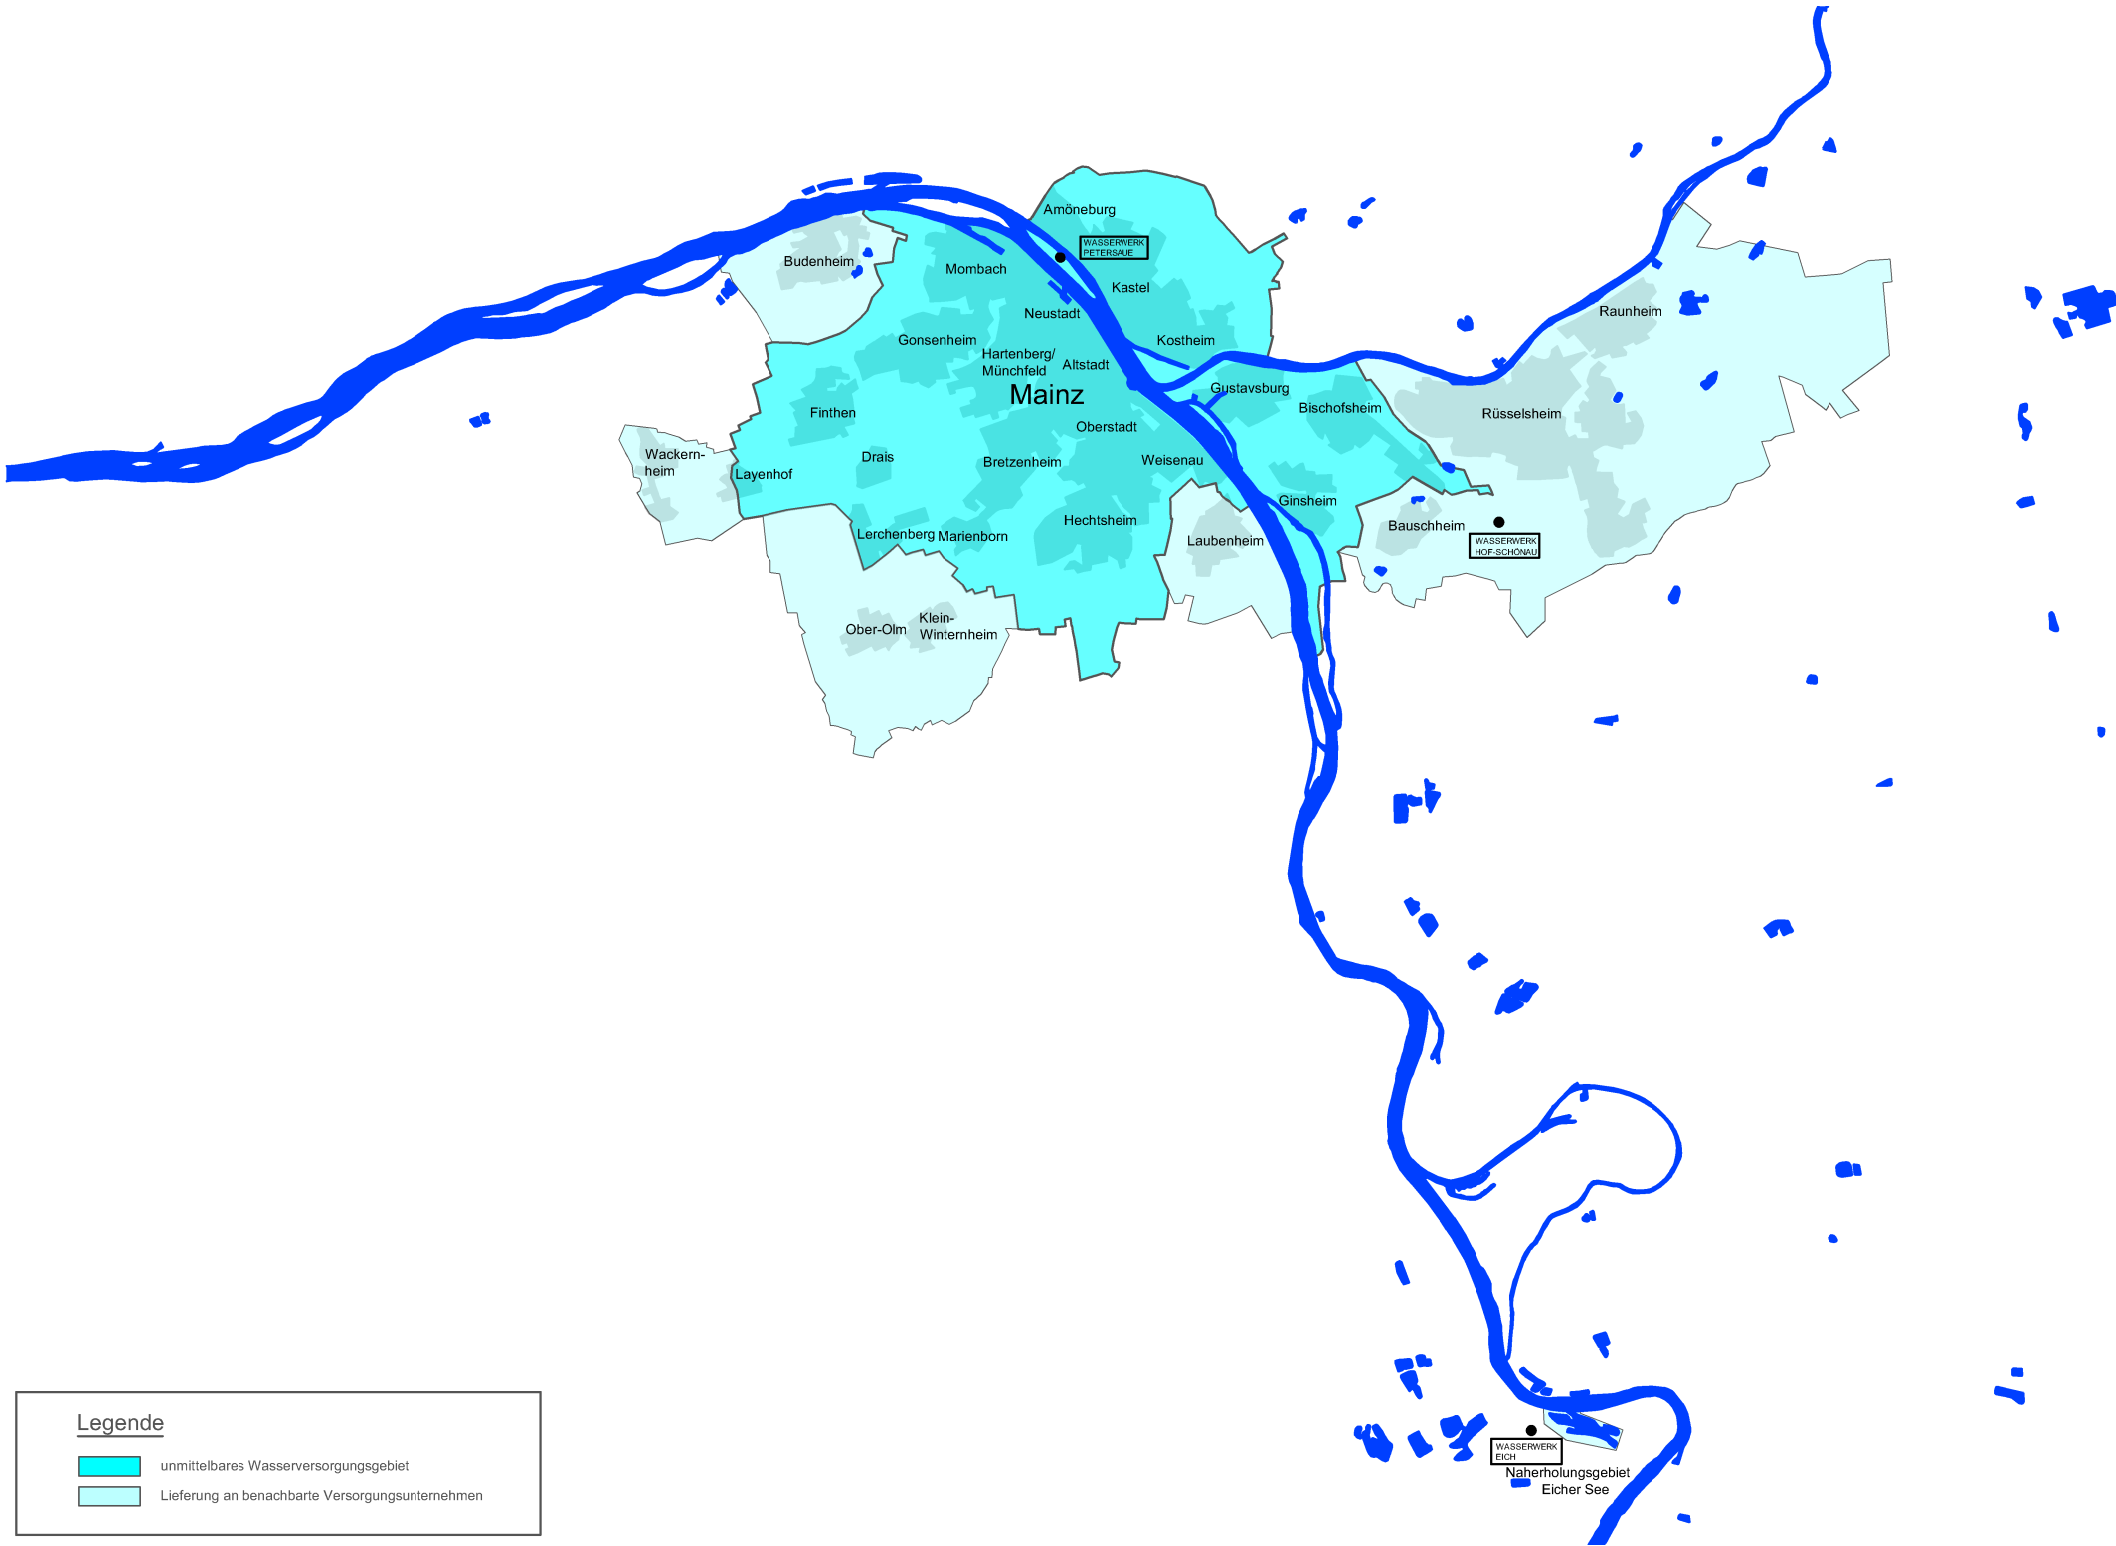 Amöneburg
WASSERWERK
PETERSAUE
Budenheim
Mombach
Kastel
Neustadt
Raunheim
Gonsenheim
Kostheim
Hartenberg/
Münchfeld
Altstadt
Mainz
Gustavsburg
Bischofsheim
Finthen
Rüsselsheim
Oberstadt
Wackern-
heim
Drais
Bretzenheim
Weisenau
Layenhof
Ginsheim
Hechtsheim
Bauschheim
Lerchenberg
Marienborn
Laubenheim
WASSERWERK
HOF-SCHÖNAU
Ober-Olm
Klein-
Winternheim
Legende
unmittelbares Wasserversorgungsgebiet
Lieferung an benachbarte Versorgungsunternehmen
WASSERWERK
EICH
Naherholungsgebiet
Eicher See